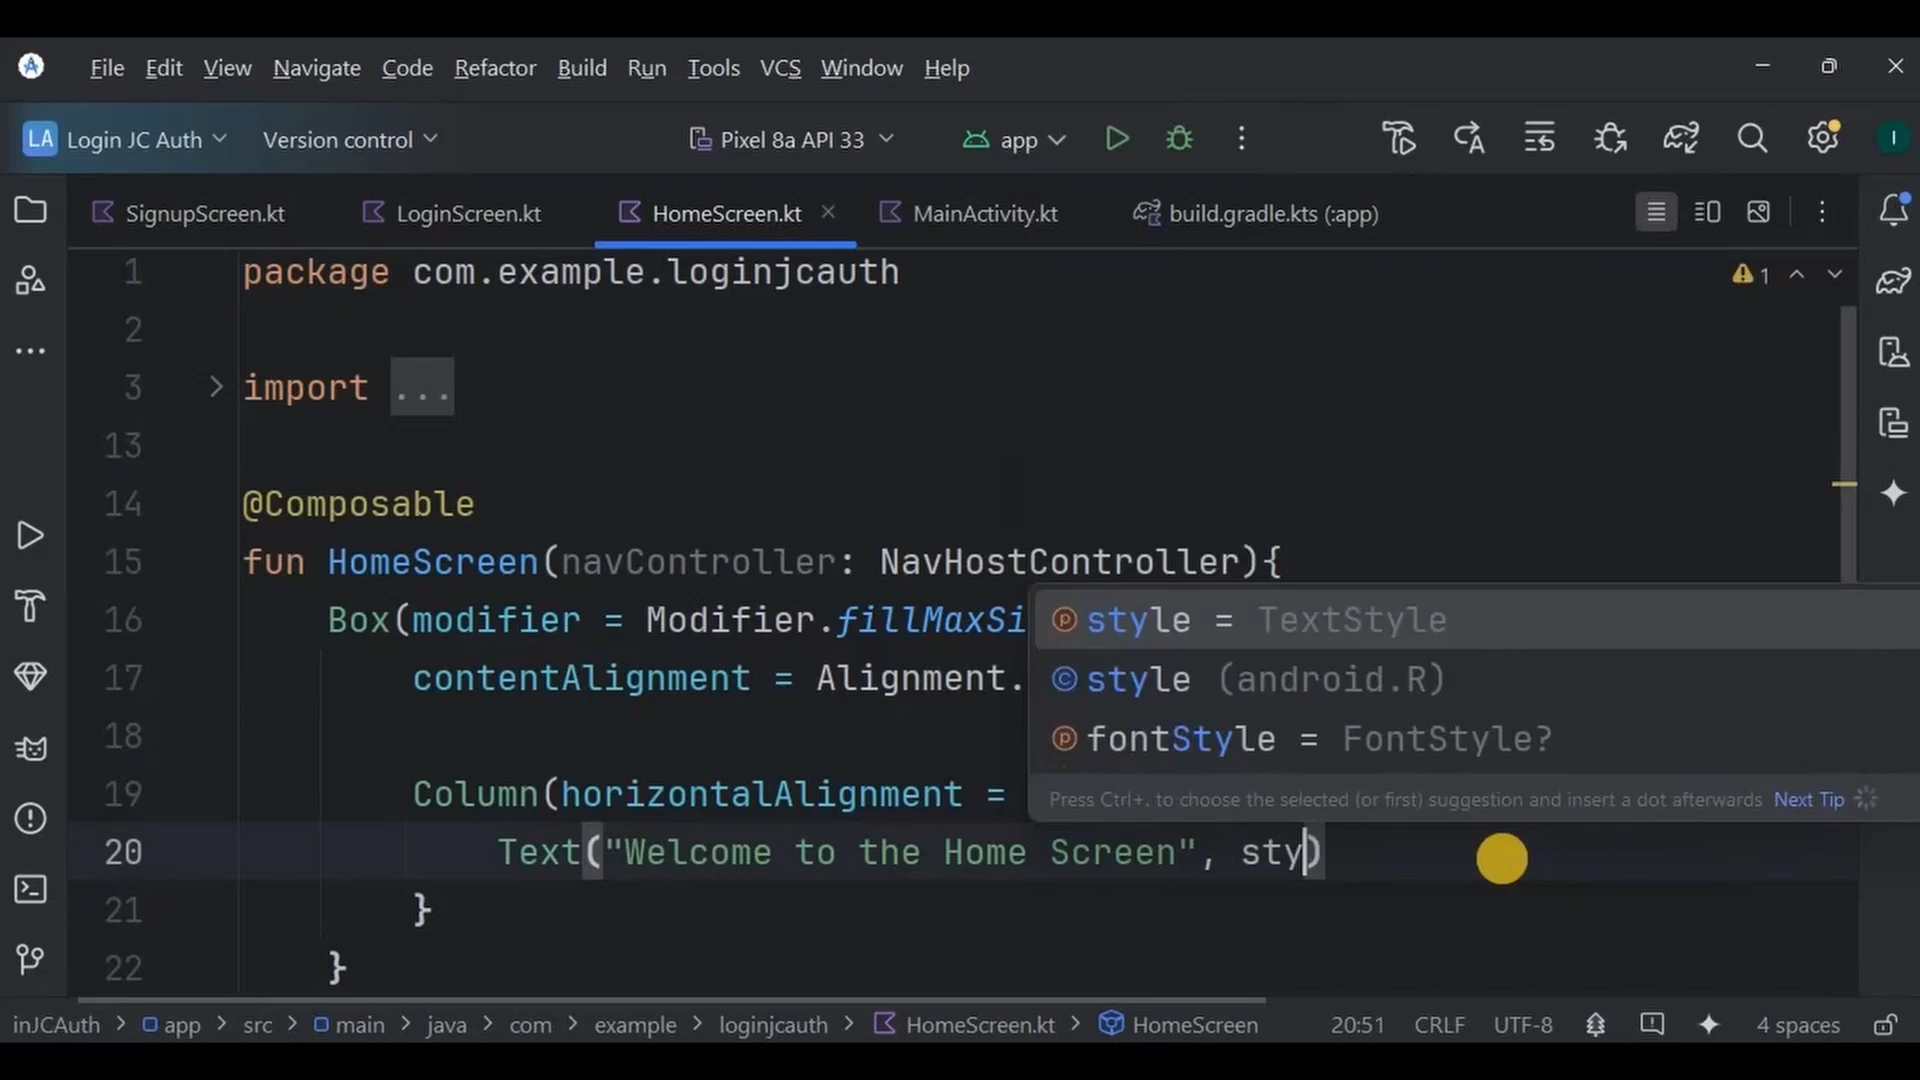 File Edit View Navigate Code Refactor Build Run Tools VCS Window Help
LA Login JC Auth Version control Pixel 8a API 33 app I
SignupScreen.kt LoginScreen.kt HomeScreen.kt MainActivity.kt build.gradle.kts (:app)
1 package com.example.loginjcauth 1
2
3 import ...
13
14 @Composable
15 fun HomeScreen(navController: NavHostController){
16 Box(modifier = Modifier.fillMaxSi
style = TextStyle
17 contentAlignment = Alignment.
style (android.R)
18
fontStyle = FontStyle?
19 Column(horizontalAlignment =
Press Ctrl+. to choose the selected (or first) suggestion and insert a dot afterwards Next Tip
20 Text("Welcome to the Home Screen", sty)
21 }
22 }
inJCAuth > app > src > main > java > com > example > loginjcauth > HomeScreen.kt > HomeScreen 20:51 CRLF UTF-8 4 spaces